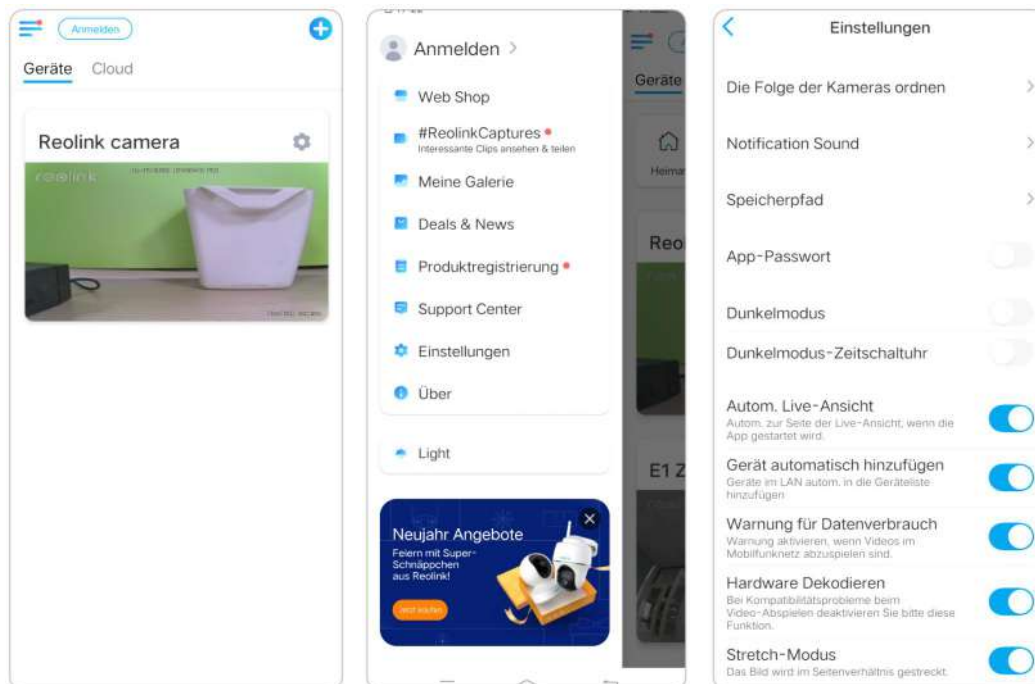 Anmelden
Geräte Cloud
Reolink camera
reolink
Anmelden
Web Shop
#ReolinkCaptures
Interessante Clips ansehen & teilen
Meine Galerie
Deals & News
Produktregistrierung
Support Center
Einstellungen
Über
Light
Neujahr Angebote
Feiern mit Super-
Schnäppchen
aus Reolink!
Jetzt kaufen
Geräte
Heimat
Reo
E1 Z
Einstellungen
Die Folge der Kameras ordnen
Notification Sound
Speicherpfad
App-Passwort
Dunkelmodus
Dunkelmodus-Zeitschaltuhr
Autom. Live-Ansicht
Autom. zur Seite der Live-Ansicht, wenn die
App gestartet wird.
Gerät automatisch hinzufügen
Geräte im LAN autom. in die Geräteliste
hinzufügen
Warnung für Datenverbrauch
Warnung aktivieren, wenn Videos im
Mobilfunknetz abzuspielen sind.
Hardware Dekodieren
Bei Kompatibilitätsprobleme beim
Video-Abspielen deaktivieren Sie bitte diese
Funktion.
Stretch-Modus
Das Bild wird im Seitenverhältnis gestreckt.